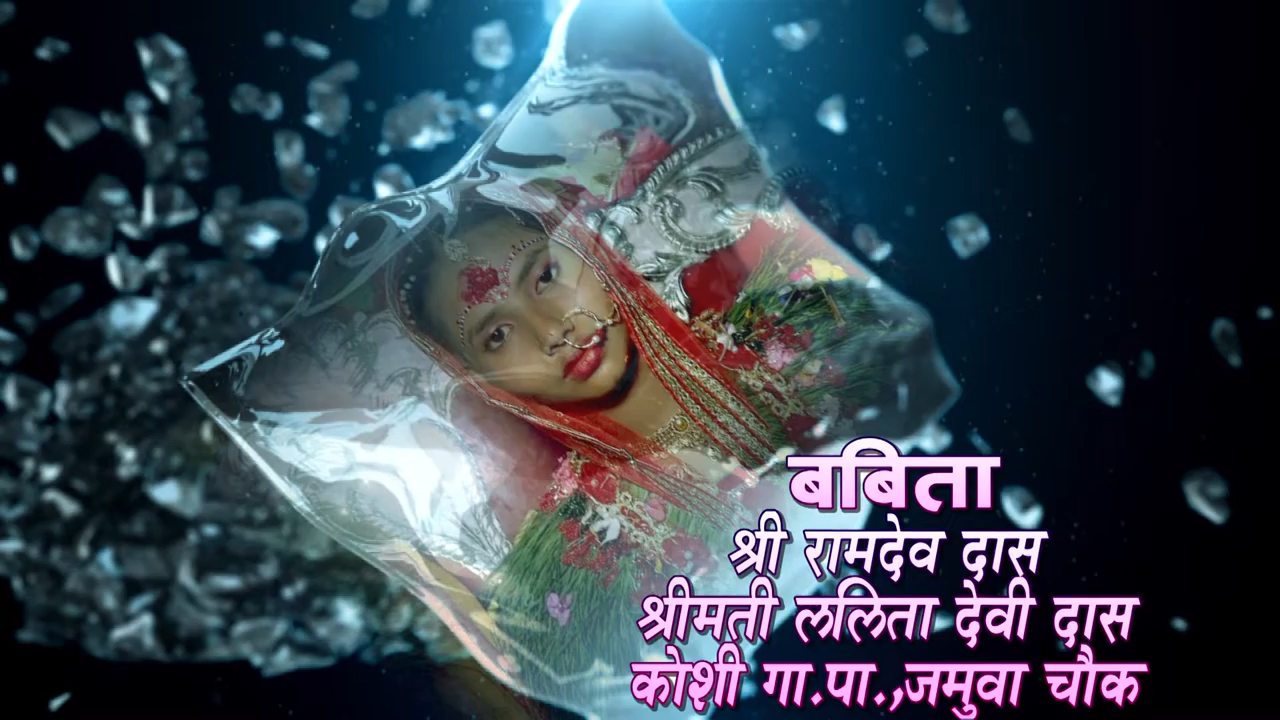 बबिता
श्री रामदेव दास
श्रीमती ललिता देवी दास
कोशी गा.पा.,जमुवा चौक